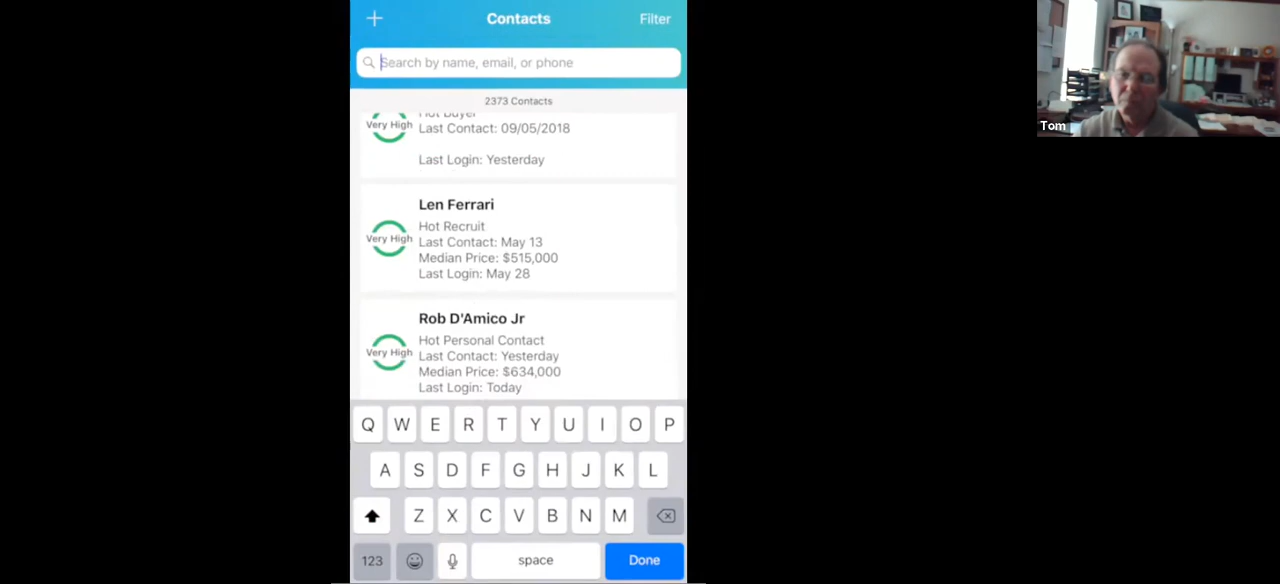 Contacts
Filter
Search by name, email, or phone
2373 Contacts
Hot Buyer
Very High
Last Contact: 09/05/2018
Last Login: Yesterday
Len Ferrari
Hot Recruit
Very High
Last Contact: May 13
Median Price: $515,000
Last Login: May 28
Rob D'Amico Jr
Hot Personal Contact
Very High
Last Contact: Yesterday
Median Price: $634,000
Last Login: Today
Q W E R T Y U I O P
A S D F G H J K L
Z X C V B N M
123 space Done
Tom